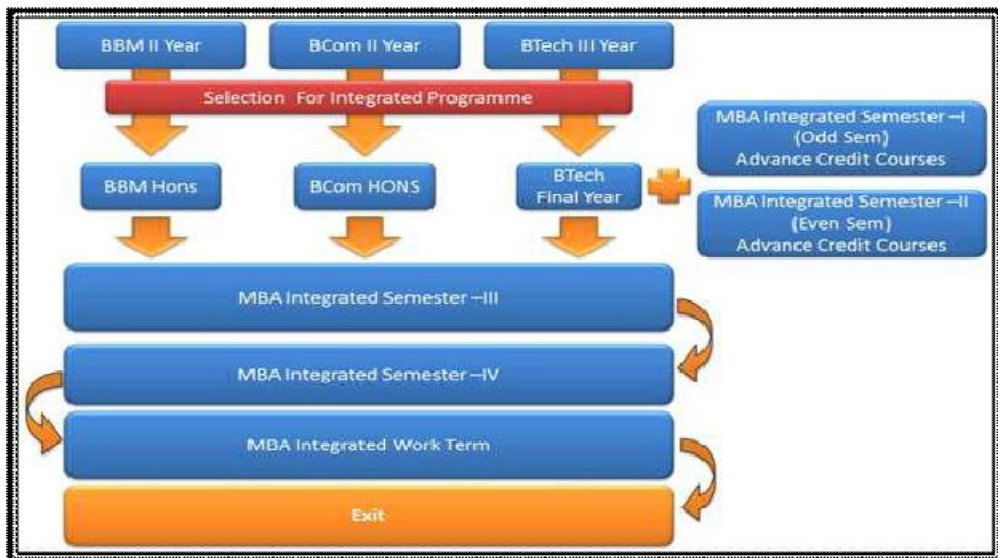 BBM II Year
BCom II Year
BTech III Year
Selection For Integrated Programme
MBA Integrated Semester –I
(Odd Sem)
Advance Credit Courses
BBM Hons
BCom HONS
BTech
Final Year
MBA Integrated Semester –II
(Even Sem)
Advance Credit Courses
MBA Integrated Semester –III
MBA Integrated Semester –IV
MBA Integrated Work Term
Exit